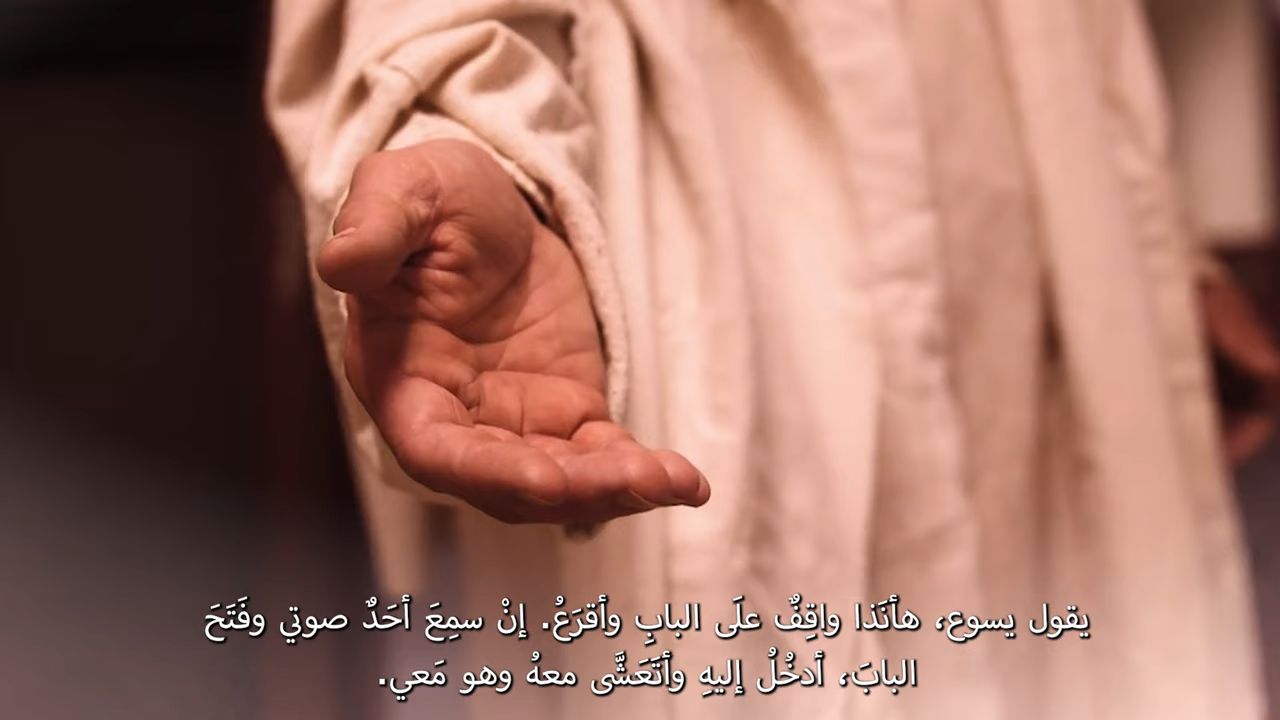 يقول يسوع، هأنَذا واقِفٌ علَى البابِ وأقرَعُ. إنْ سمِعَ أحَدٌ صوتي وفَتَحَ
البابَ، أدخُلُ إليهِ وأتَعَشَّى معهُ وهو مَعي.